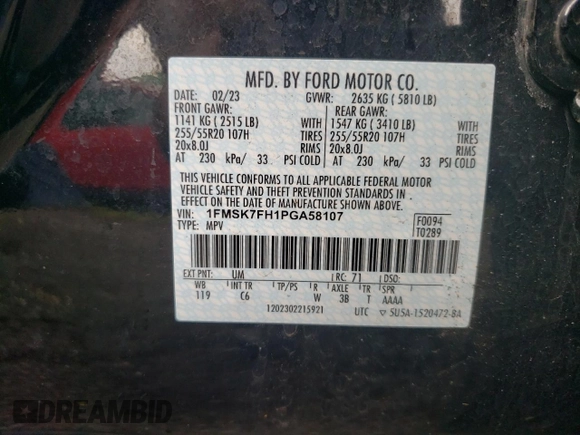 MFD. BY FORD MOTOR CO.
DATE: 02/23 GVWR: 2635 KG ( 5810 LB)
FRONT GAWR: REAR GAWR:
1141 KG ( 2515 LB) WITH 1547 KG ( 3410 LB) WITH
255/55R20 107H TIRES 255/55R20 107H TIRES
20x8.0J 20x8.0J
AT 230 kPa/ 33 PSI COLD AT 230 kPa/ 33 PSI COLD
THIS VEHICLE CONFORMS TO ALL APPLICABLE FEDERAL MOTOR
VEHICLE SAFETY AND THEFT PREVENTION STANDARDS IN
EFFECT ON THE DATE OF MANUFACTURE SHOWN ABOVE.
VIN: 1FMSK7FH1PGA58107 F0094
TYPE: MPV T0289
EXT PNT: UM RC: 71 DSO:
WB INT TR TP/PS R AXLE TR SPR
119 C6 W 3B T AAAA
1202302215921 UTC ▽ 5U5A-1520472-BA
DREAMBID